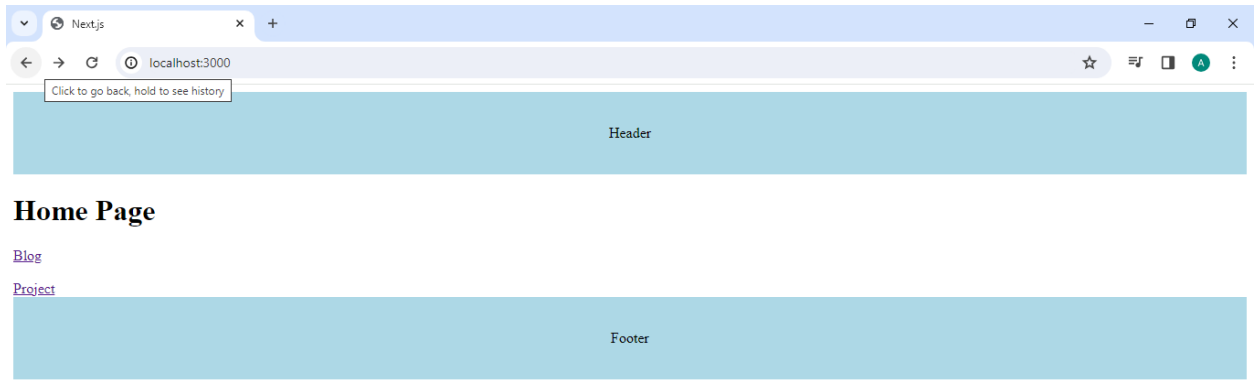 Next.js
localhost:3000
A
Click to go back, hold to see history
Header
Home Page
Blog
Project
Footer